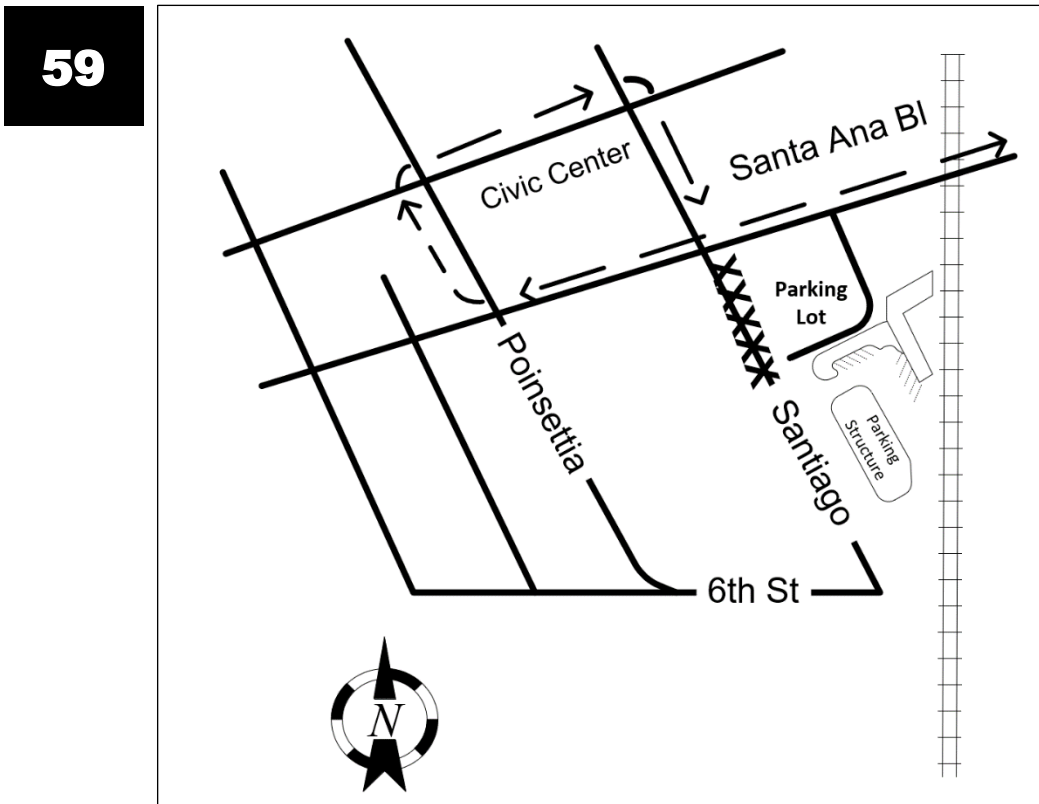 59
Civic Center
Santa Ana Bl
Parking
Lot
Poinsettia
Santiago
Parking
Structure
6th St
N